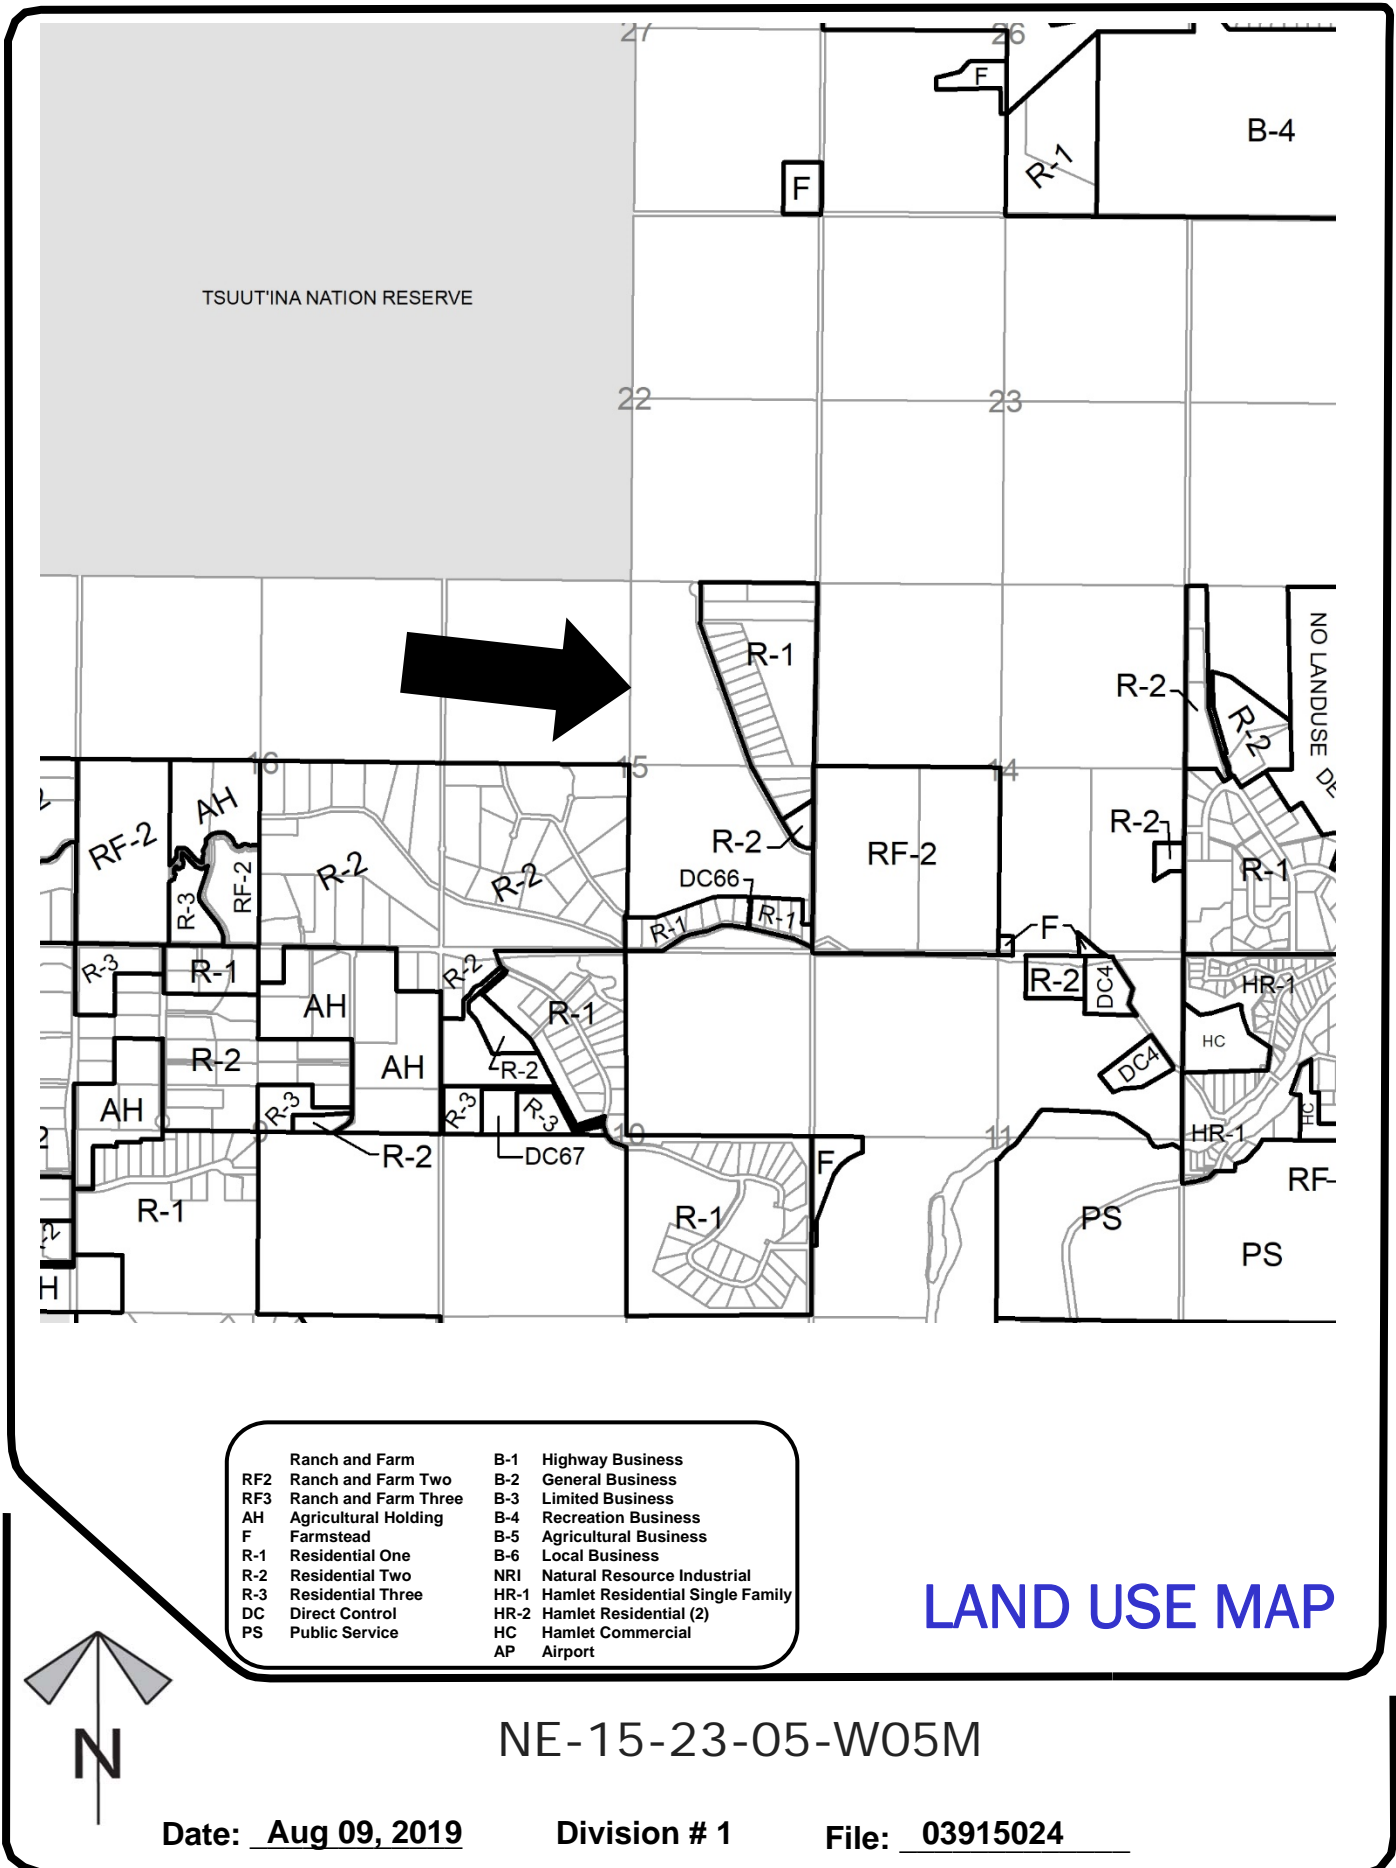 27
26
F
B-4
R-1
F
TSUUT'INA NATION RESERVE
22
23
R-1
NO LANDUSE
R-2
R-2
16
15
14
AH
R-2
RF-2
R-2
RF-2
R-2
R-2
RF-2
R-1
DC66
R-3
R-1
R-1
F
R-3
R-1
R-2
R-2
DC4
HR-1
AH
R-1
HC
R-2
AH
R-2
DC4
AH
R-3
R-3
R-3
HC
9
10
11
HR-1
R-2
DC67
F
RF-
R-1
R-1
PS
PS
H
Ranch and Farm
RF2 Ranch and Farm Two
RF3 Ranch and Farm Three
AH Agricultural Holding
F Farmstead
R-1 Residential One
R-2 Residential Two
R-3 Residential Three
DC Direct Control
PS Public Service
B-1 Highway Business
B-2 General Business
B-3 Limited Business
B-4 Recreation Business
B-5 Agricultural Business
B-6 Local Business
NRI Natural Resource Industrial
HR-1 Hamlet Residential Single Family
HR-2 Hamlet Residential (2)
HC Hamlet Commercial
AP Airport
LAND USE MAP
N
NE-15-23-05-W05M
Date: Aug 09, 2019 Division # 1 File: 03915024